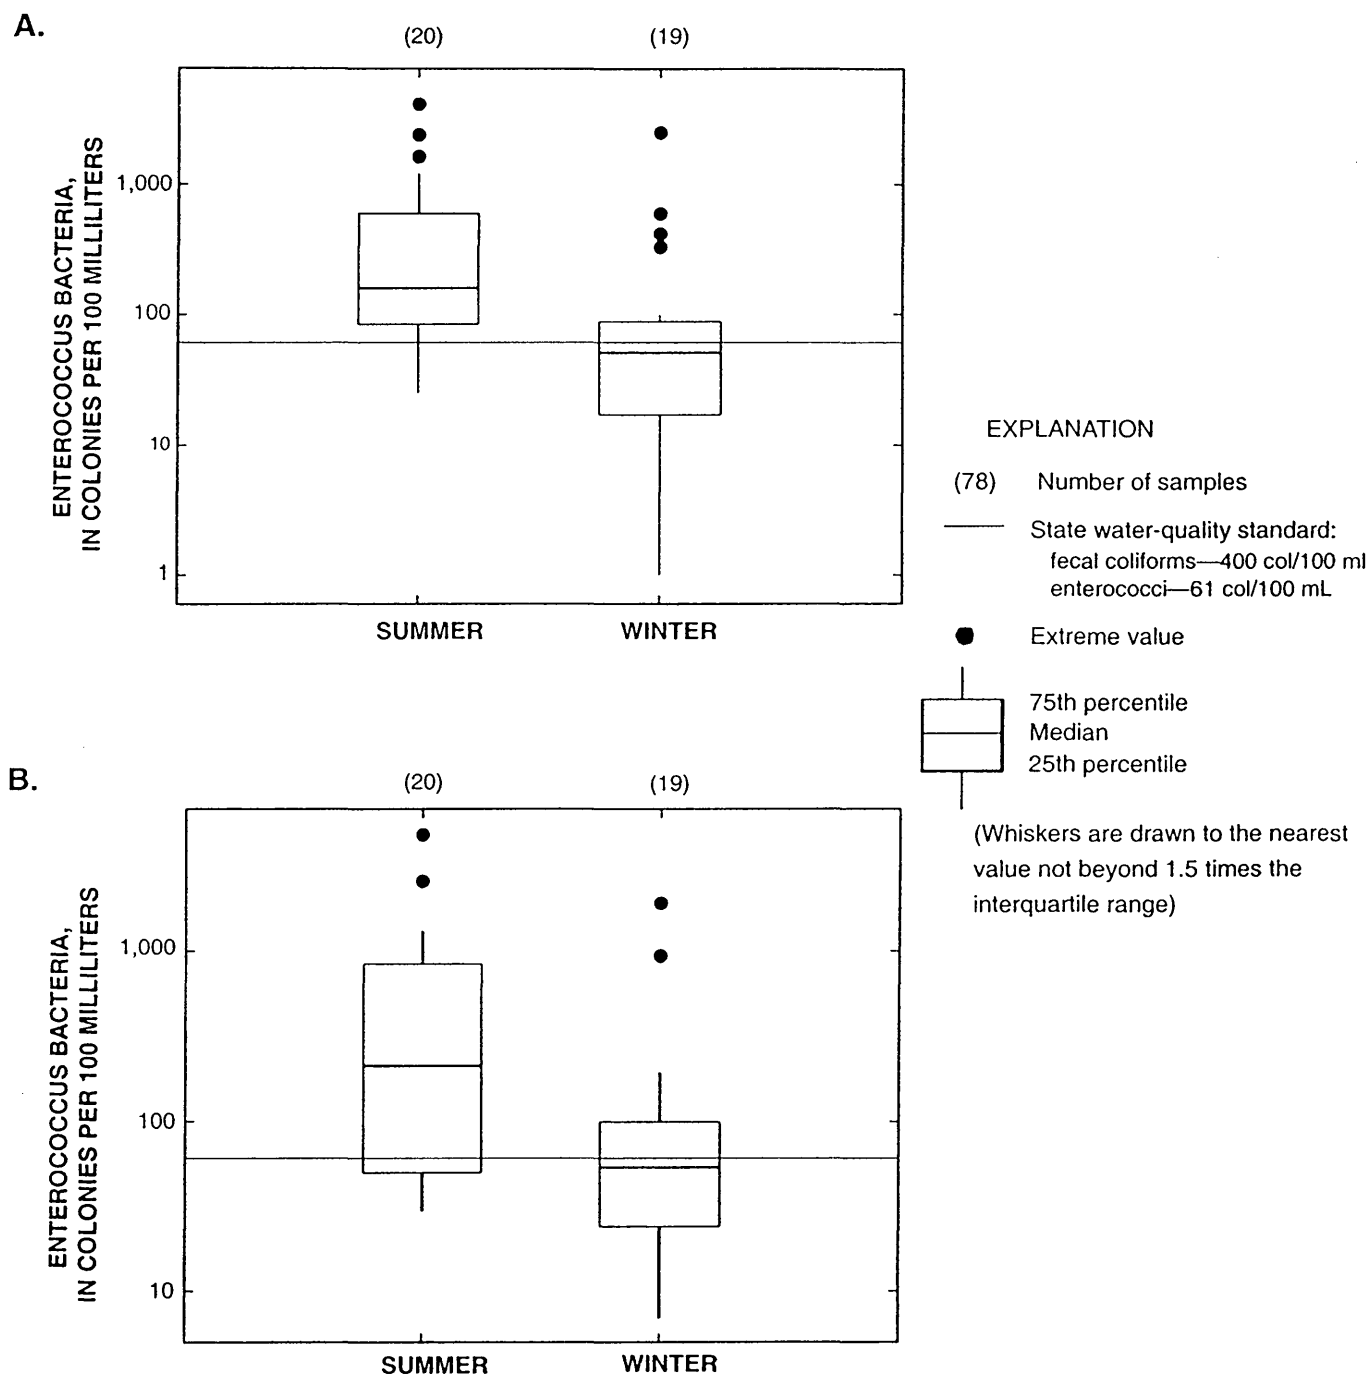 A.
(20) (19)
ENTEROCOCCUS BACTERIA,
IN COLONIES PER 100 MILLILITERS
1,000
100
10
1
SUMMER WINTER
EXPLANATION
(78) Number of samples
State water-quality standard:
fecal coliforms—400 col/100 ml
enterococci—61 col/100 mL
Extreme value
75th percentile
Median
25th percentile
(Whiskers are drawn to the nearest
value not beyond 1.5 times the
interquartile range)
B.
(20) (19)
ENTEROCOCCUS BACTERIA,
IN COLONIES PER 100 MILLILITERS
1,000
100
10
SUMMER WINTER